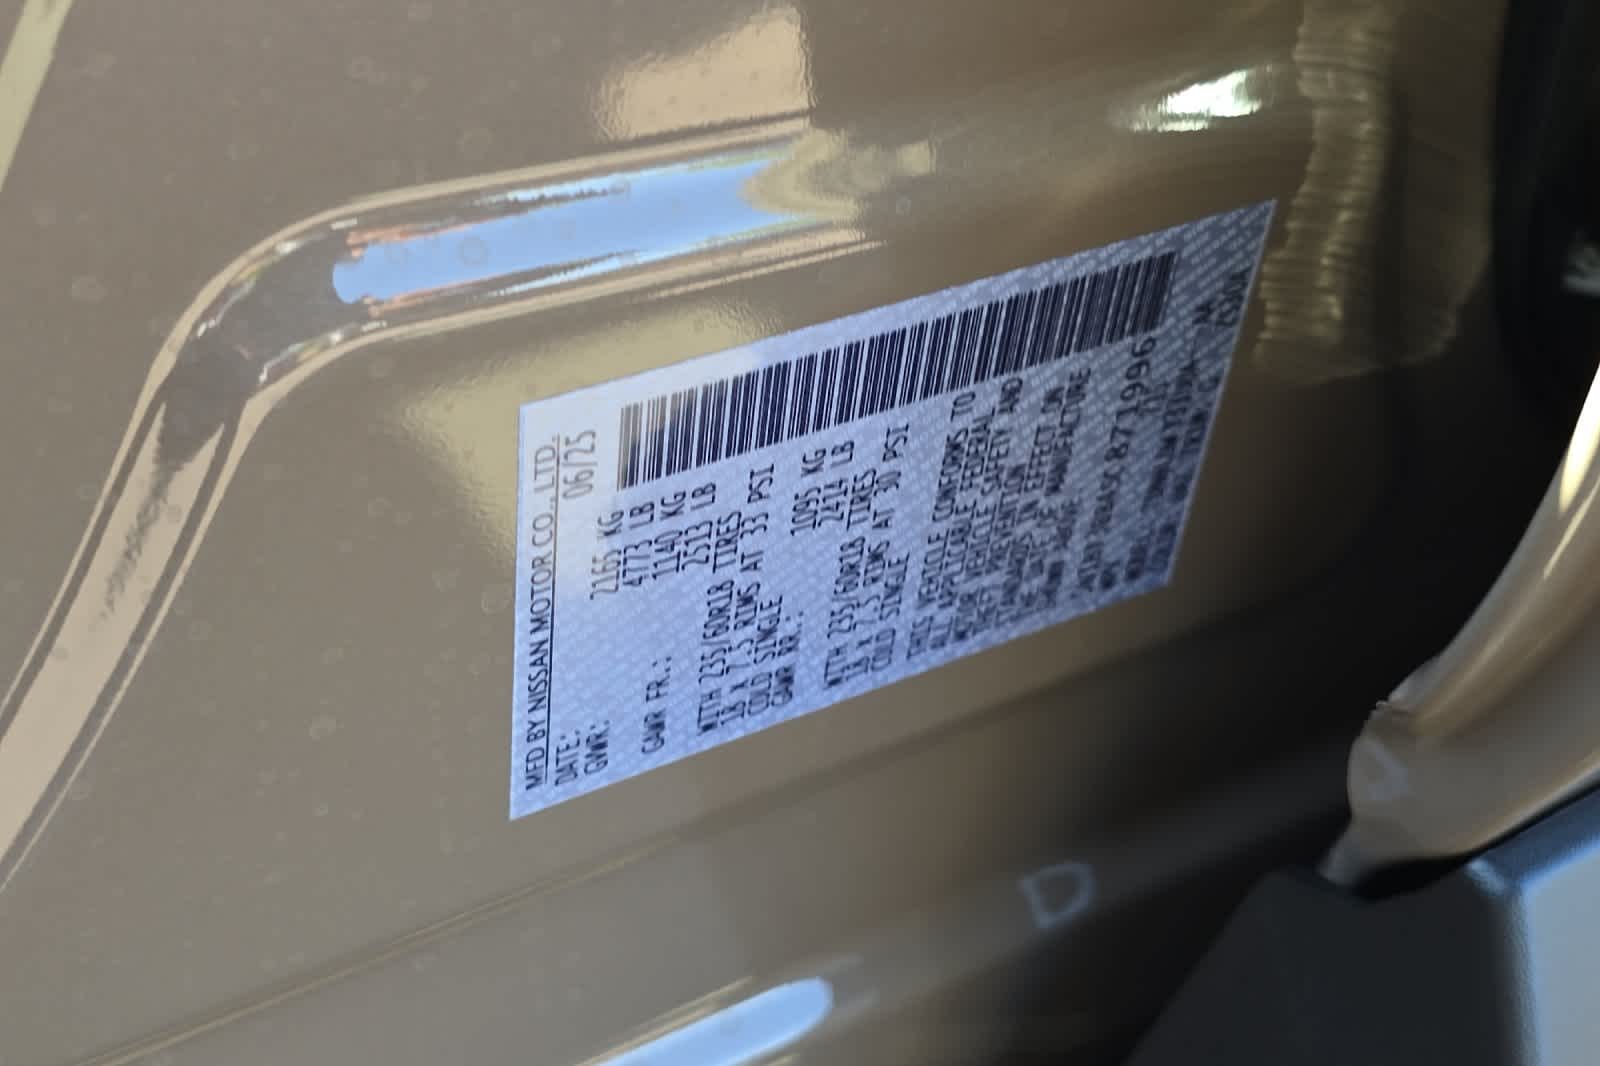 MFD BY NISSAN MOTOR CO., LTD.
DATE: 06/25
GVWR: 2165 KG
4773 LB
GAWR FR.: 1140 KG
2513 LB
WITH 235/60R18 TIRES
18 X 7.5 RIMS AT 33 PSI
COLD SINGLE
GAWR RR.: 1095 KG
2414 LB
WITH 235/60R18 TIRES
18 X 7.5 RIMS AT 30 PSI
COLD SINGLE
THIS VEHICLE CONFORMS TO
ALL APPLICABLE FEDERAL
MOTOR VEHICLE SAFETY AND
THEFT PREVENTION
STANDARDS IN EFFECT ON
THE DATE OF MANUFACTURE
SHOWN ABOVE
D